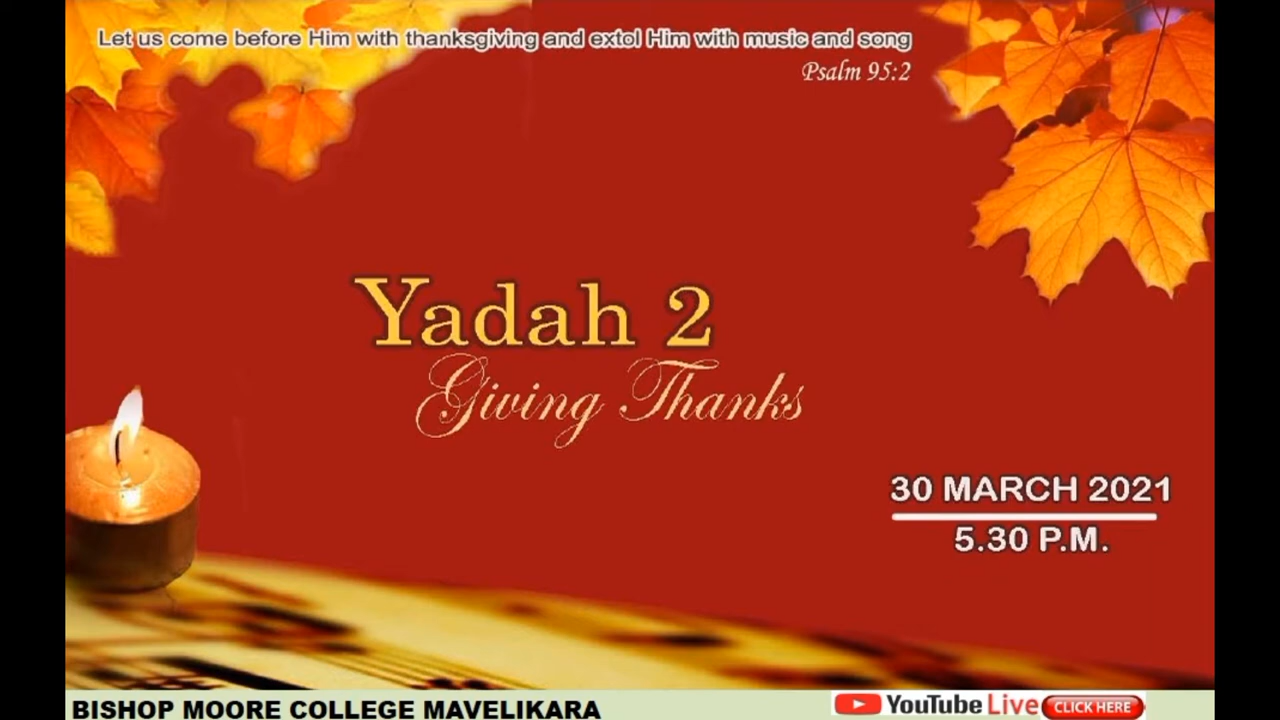 Let us come before Him with thanksgiving and extol Him with music and song
Psalm 95:2
Yadah 2
Giving Thanks
30 MARCH 2021
5.30 P.M.
BISHOP MOORE COLLEGE MAVELIKARA
YouTube Live CLICK HERE